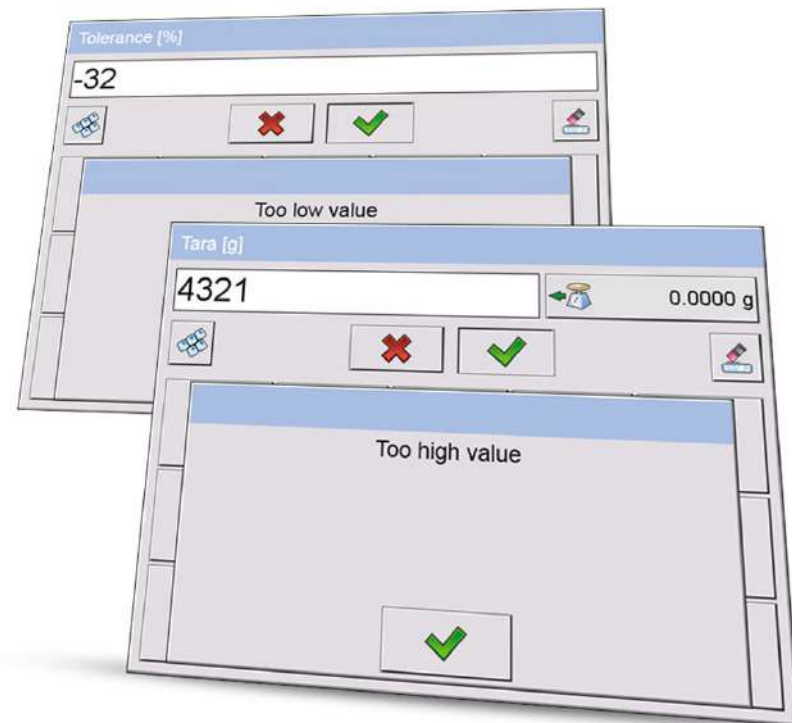 Tolerance [%]
-32
Too low value
Tara [g]
4321
0.0000 g
Too high value